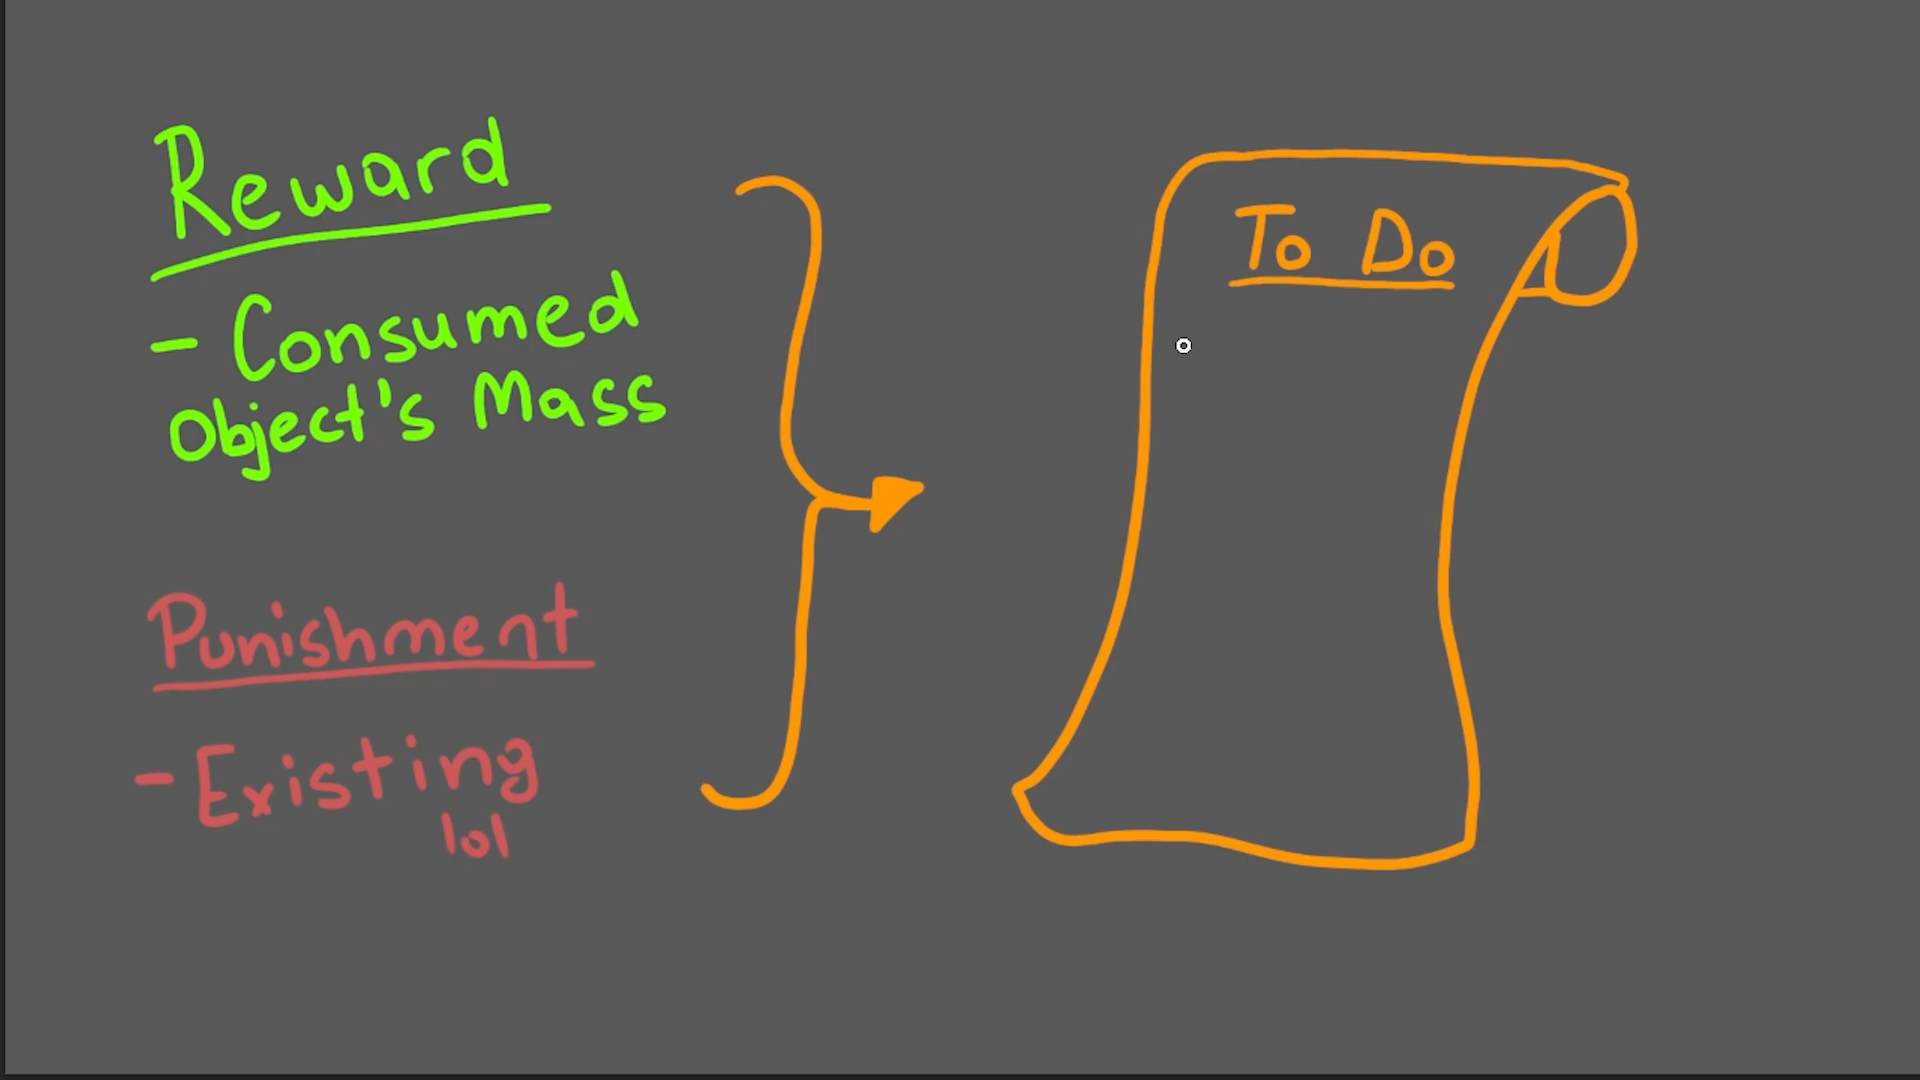 Reward
- Consumed
Object's Mass
Punishment
- Existing
lol
To Do